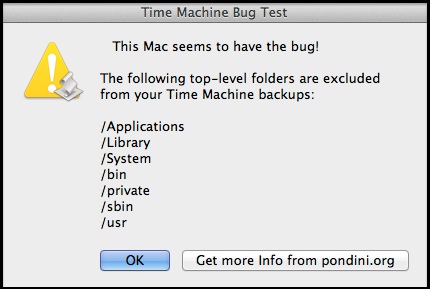 Time Machine Bug Test
This Mac seems to have the bug!
The following top-level folders are excluded
from your Time Machine backups:
/Applications
/Library
/System
/bin
/private
/sbin
/usr
OK
Get more Info from pondini.org